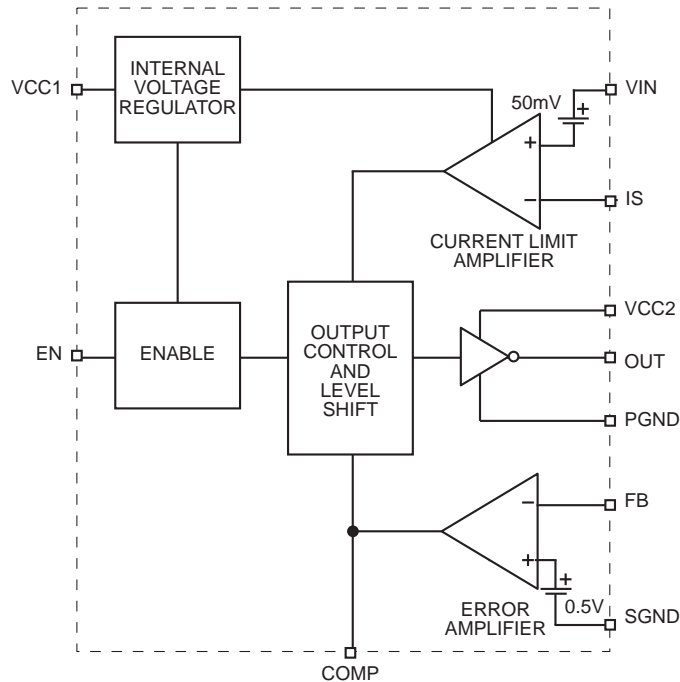 VCC1
INTERNAL
VOLTAGE
REGULATOR
50mV
+
VIN
+
−
IS
CURRENT LIMIT
AMPLIFIER
EN
ENABLE
OUTPUT
CONTROL
AND
LEVEL
SHIFT
VCC2
OUT
PGND
−
FB
+
+
0.5V
ERROR
AMPLIFIER
SGND
COMP